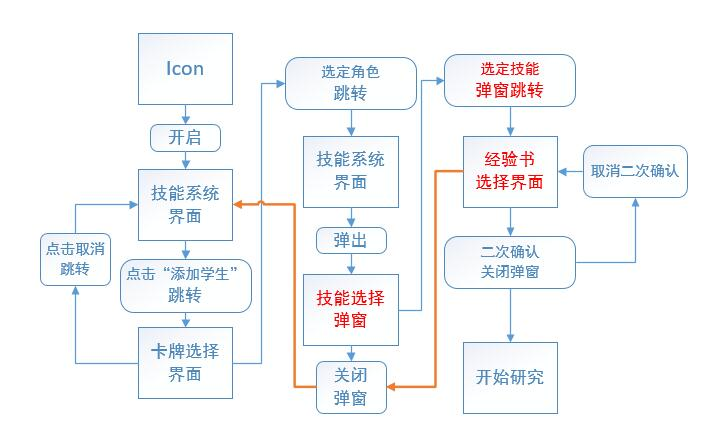 Icon
开启
技能系统
界面
点击取消
跳转
点击“添加学生”
跳转
卡牌选择
界面
选定角色
跳转
技能系统
界面
弹出
技能选择
弹窗
关闭
弹窗
选定技能
弹窗跳转
经验书
选择界面
取消二次确认
二次确认
关闭弹窗
开始研究